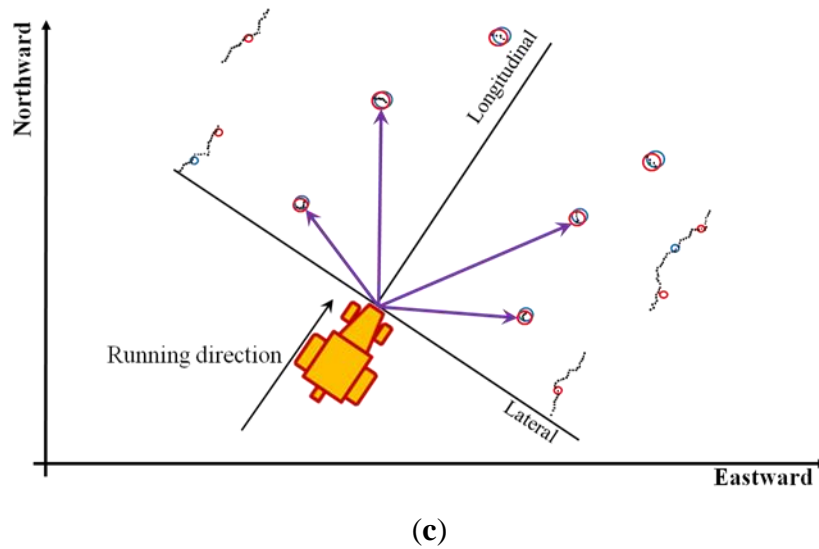 Northward
Longitudinal
Running direction
Lateral
Eastward
(c)